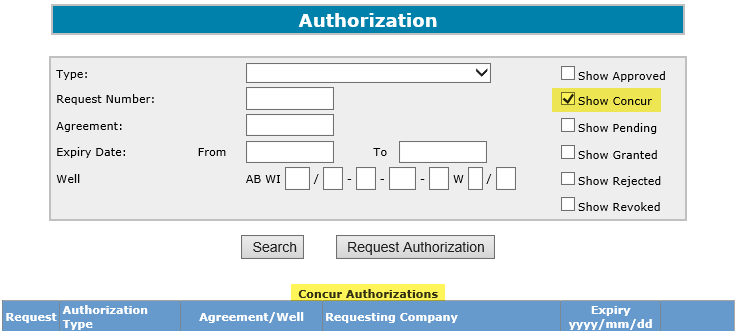 Authorization
Type: Show Approved
Request Number: Show Concur
Agreement: Show Pending
Expiry Date: From To Show Granted
Well AB WI / - - - W / Show Rejected
Show Revoked
Search Request Authorization
Concur Authorizations
Request Authorization Type Agreement/Well Requesting Company Expiry yyyy/mm/dd